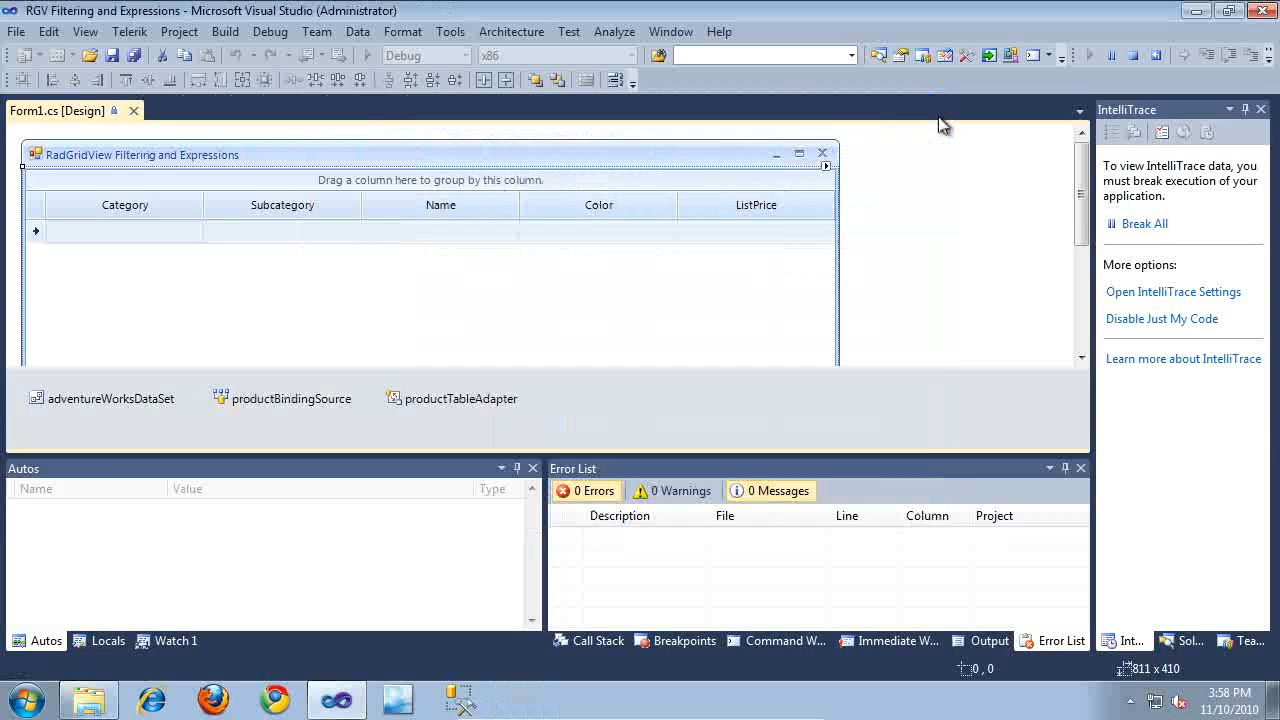 RGV Filtering and Expressions - Microsoft Visual Studio (Administrator)
File Edit View Telerik Project Build Debug Team Data Format Tools Architecture Test Analyze Window Help
Debug x86
Form1.cs [Design]
IntelliTrace
RadGridView Filtering and Expressions
Drag a column here to group by this column.
Category Subcategory Name Color ListPrice
To view IntelliTrace data, you
must break execution of your
application.
Break All
More options:
Open IntelliTrace Settings
Disable Just My Code
Learn more about IntelliTrace
adventureWorksDataSet productBindingSource productTableAdapter
Autos
Name Value Type
Error List
0 Errors 0 Warnings 0 Messages
Description File Line Column Project
Autos Locals Watch 1
Call Stack Breakpoints Command W... Immediate W... Output Error List
Int... Sol... Tea...
0 , 0 811 x 410
3:58 PM
11/10/2010